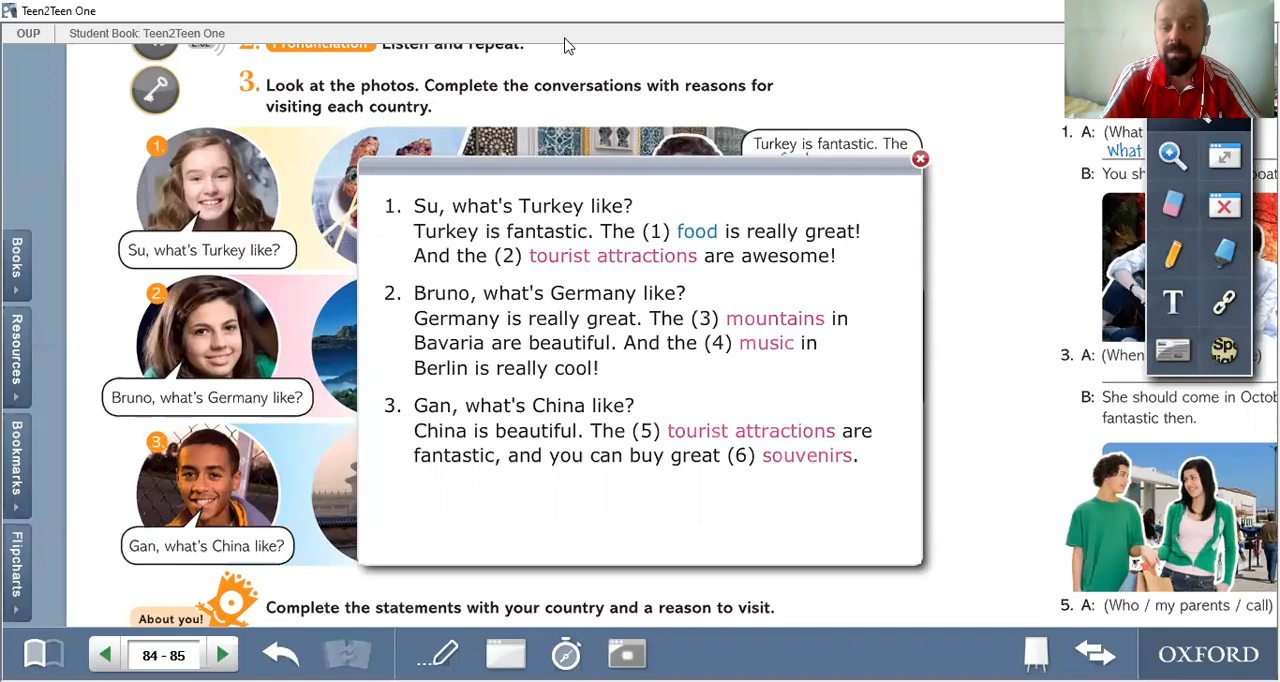 Teen2Teen One
OUP
Student Book: Teen2Teen One
2. Pronunciation Listen and repeat.
3. Look at the photos. Complete the conversations with reasons for
visiting each country.
1.
Turkey is fantastic. The
Su, what's Turkey like?
2.
Bruno, what's Germany like?
3.
Gan, what's China like?
1. Su, what's Turkey like?
Turkey is fantastic. The (1) food is really great!
And the (2) tourist attractions are awesome!
2. Bruno, what's Germany like?
Germany is really great. The (3) mountains in
Bavaria are beautiful. And the (4) music in
Berlin is really cool!
3. Gan, what's China like?
China is beautiful. The (5) tourist attractions are
fantastic, and you can buy great (6) souvenirs.
About you!
Complete the statements with your country and a reason to visit.
1. A: (What
What
B: You sh
3. A: (When
B: She should come in Octob
fantastic then.
5. A: (Who / my parents / call)
Books
Resources
Bookmarks
Flipcharts
T
84 - 85
OXFORD